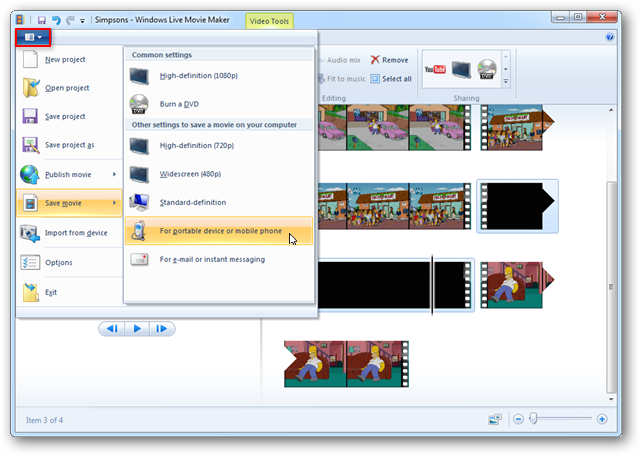 Simpsons - Windows Live Movie Maker
Video Tools
New project
Open project
Save project
Save project as
Publish movie
Save movie
Import from device
Options
Exit
Common settings
High-definition (1080p)
Burn a DVD
Other settings to save a movie on your computer
High-definition (720p)
Widescreen (480p)
Standard-definition
For portable device or mobile phone
For e-mail or instant messaging
Audio mix
Remove
Fit to music
Select all
Editing
YouTube
DVD
Sharing
Item 3 of 4